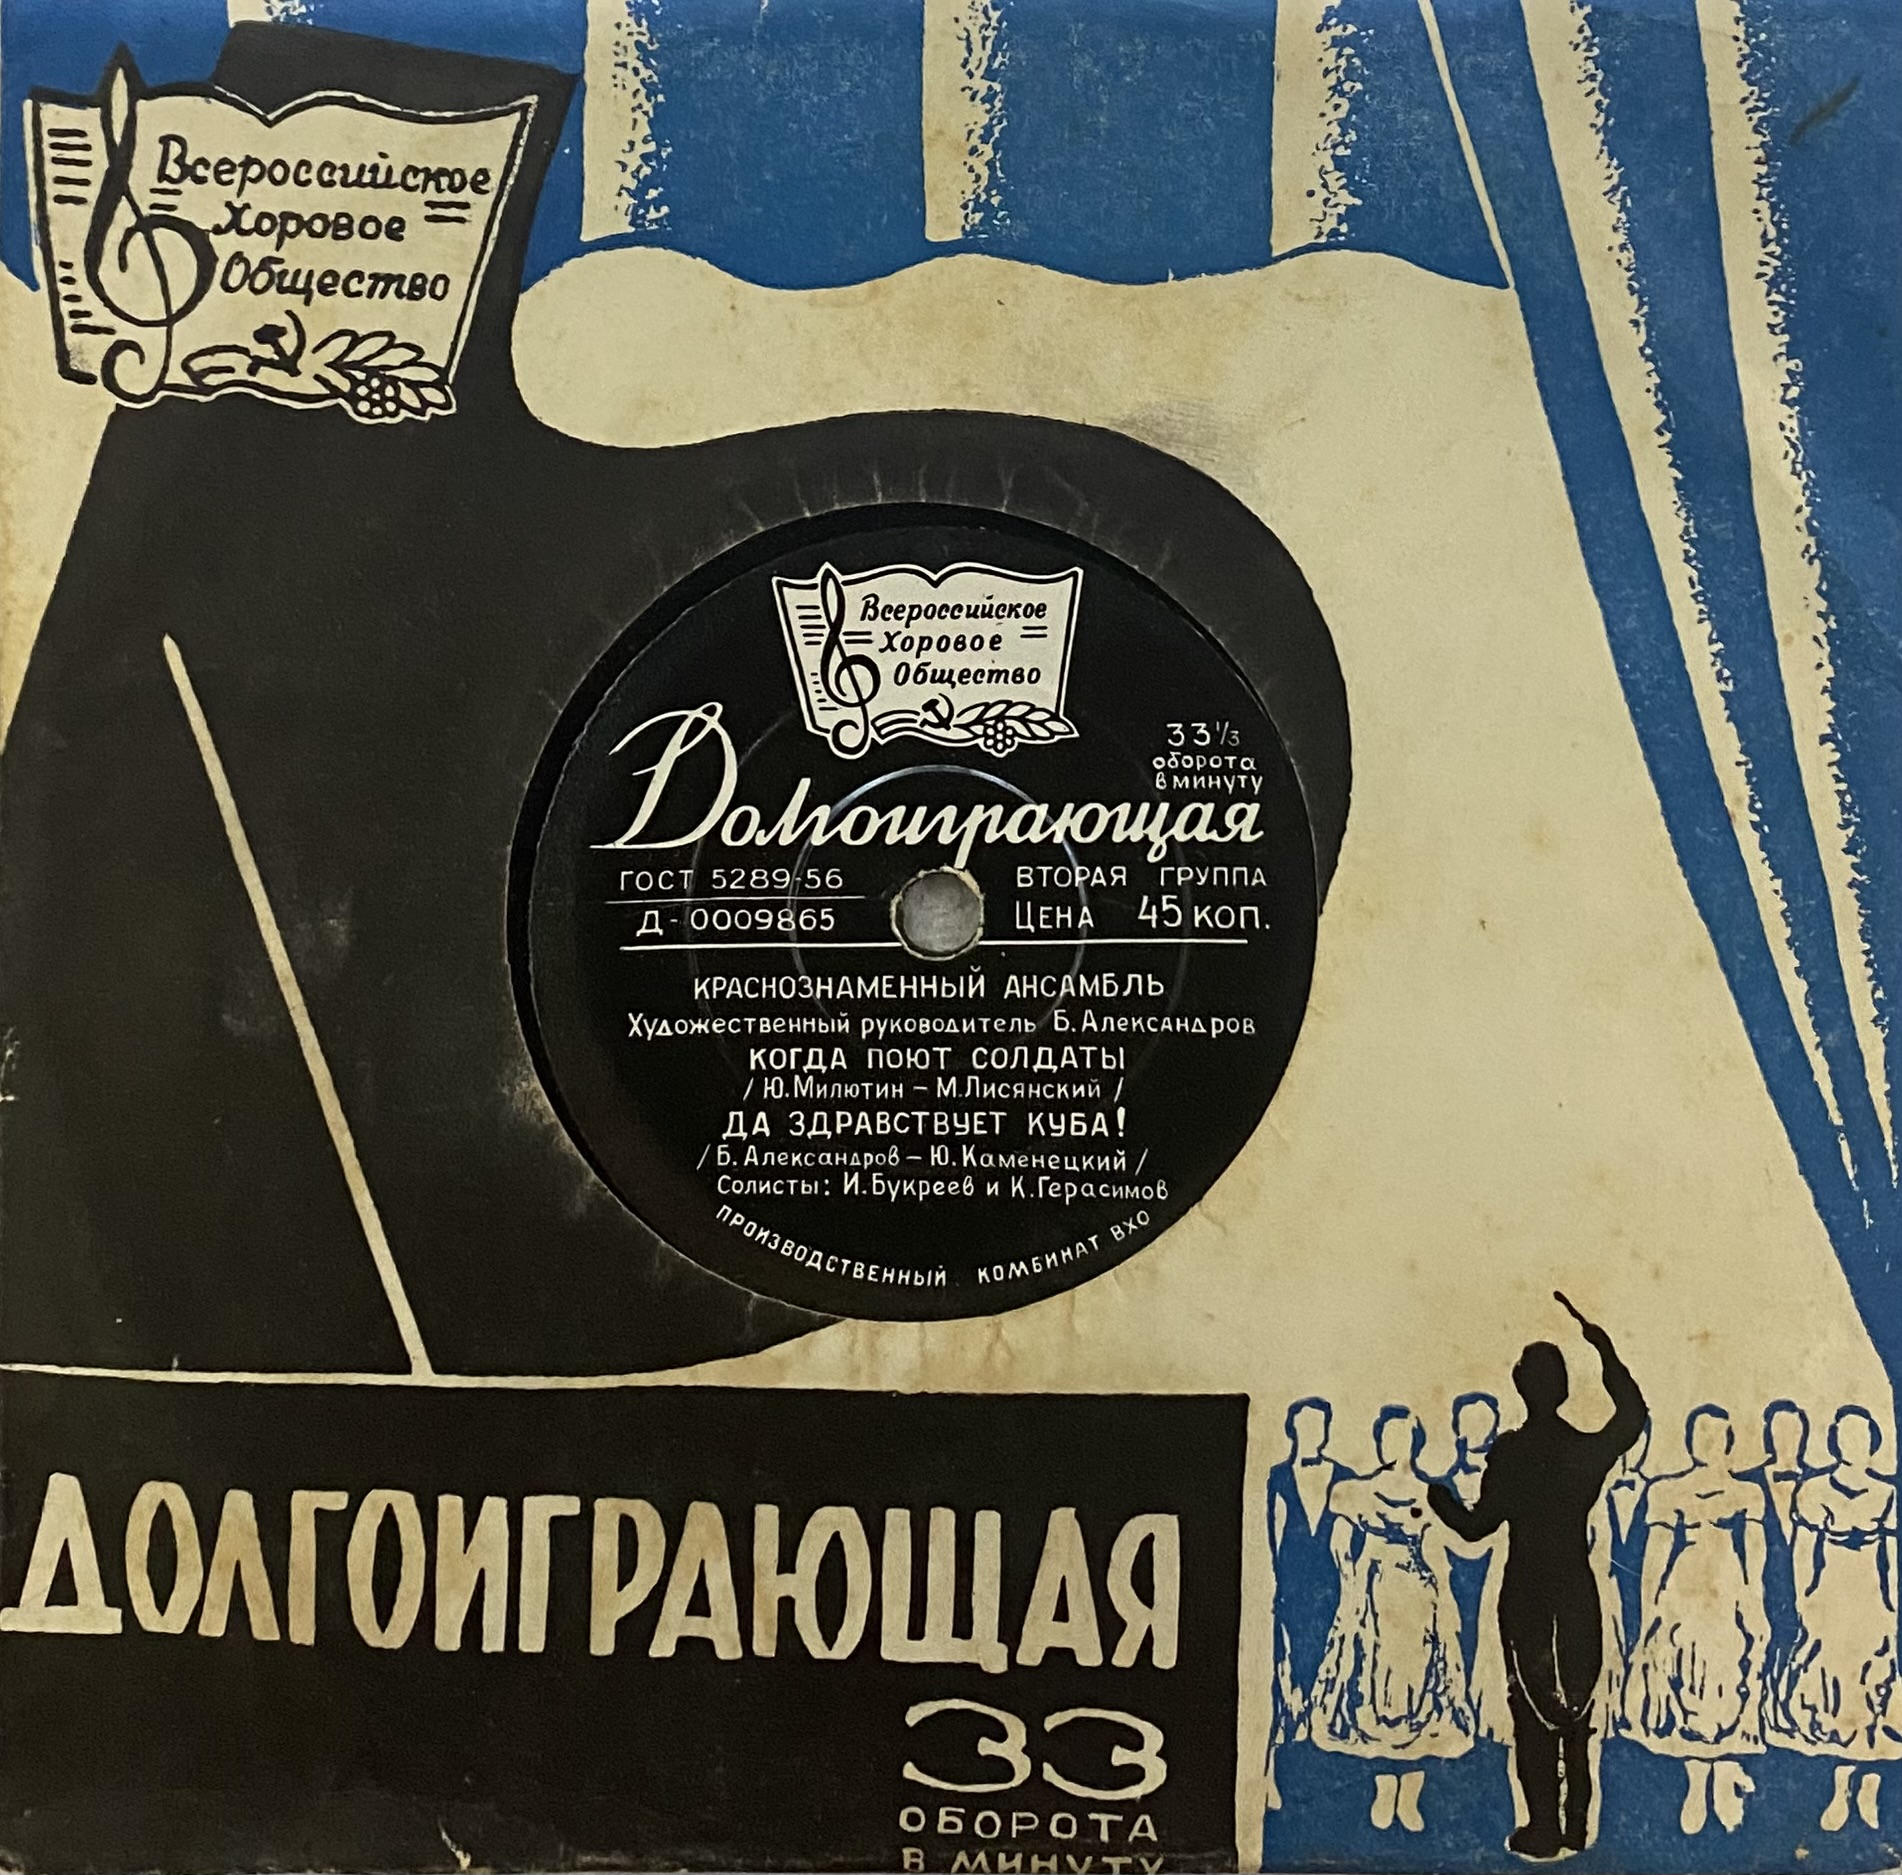 Всероссийское
Хоровое
Общество
Всероссийское
Хоровое
Общество
33⅓
оборота
в минуту
Долгоиграющая
ГОСТ 5289-56
ВТОРАЯ ГРУППА
Д-0009865
ЦЕНА 45 КОП.
КРАСНОЗНАМЕННЫЙ АНСАМБЛЬ
Художественный руководитель Б. Александров
КОГДА ПОЮТ СОЛДАТЫ
/ Ю. Милютин – М. Лисянский /
ДА ЗДРАВСТВУЕТ КУБА!
/ Б. Александров – Ю. Каменецкий /
Солисты: И. Букреев и К. Герасимов
ПРОИЗВОДСТВЕННЫЙ КОМБИНАТ ВХО
ДОЛГОИГРАЮЩАЯ
33
ОБОРОТА
В МИНУТУ